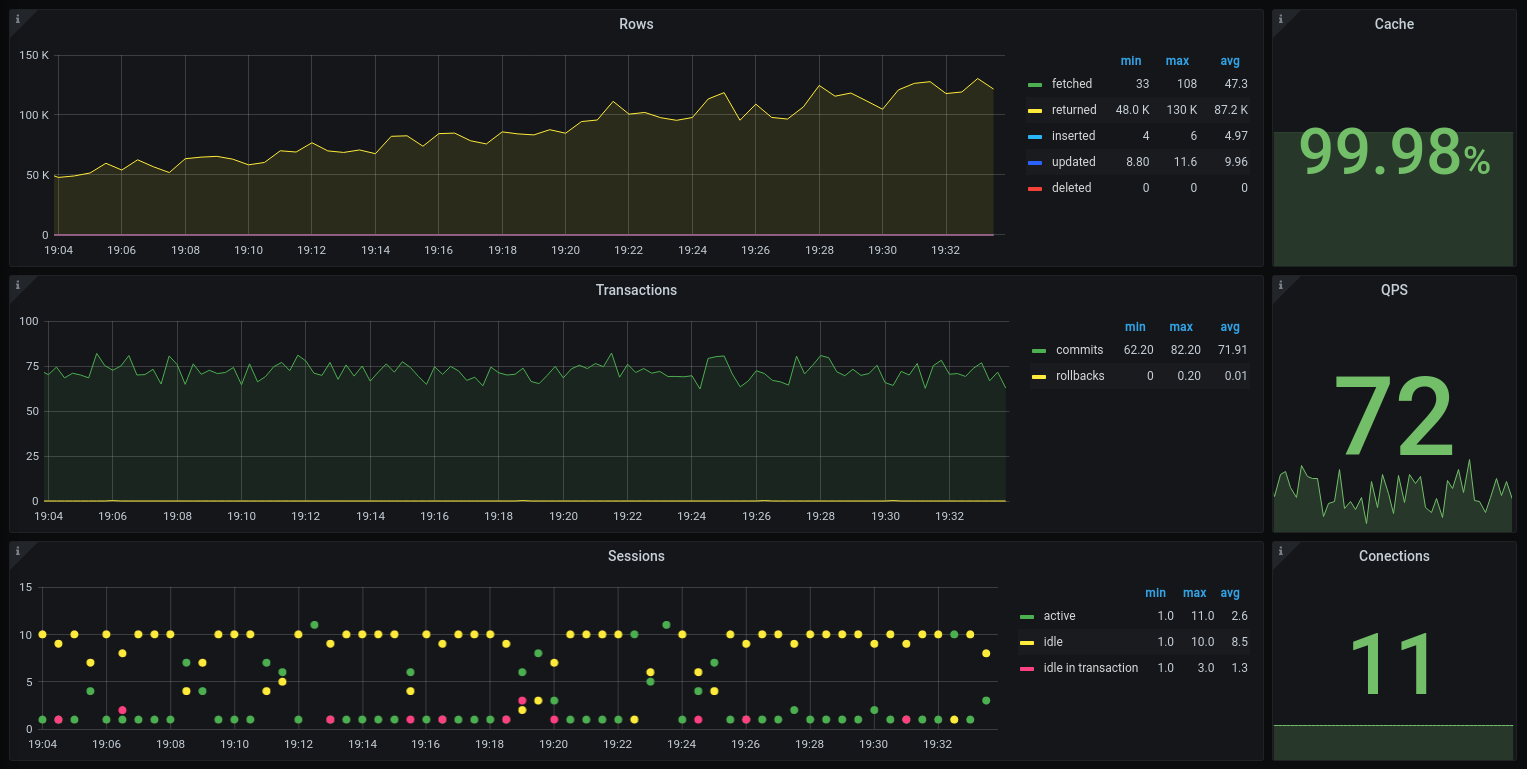 Rows
150 K
100 K
50 K
0
19:04 19:06 19:08 19:10 19:12 19:14 19:16 19:18 19:20 19:22 19:24 19:26 19:28 19:30 19:32
min max avg
fetched 33 108 47.3
returned 48.0 K 130 K 87.2 K
inserted 4 6 4.97
updated 8.80 11.6 9.96
deleted 0 0 0
Cache
99.98%
Transactions
100
75
50
25
0
19:04 19:06 19:08 19:10 19:12 19:14 19:16 19:18 19:20 19:22 19:24 19:26 19:28 19:30 19:32
min max avg
commits 62.20 82.20 71.91
rollbacks 0 0.20 0.01
QPS
72
Sessions
15
10
5
0
19:04 19:06 19:08 19:10 19:12 19:14 19:16 19:18 19:20 19:22 19:24 19:26 19:28 19:30 19:32
min max avg
active 1.0 11.0 2.6
idle 1.0 10.0 8.5
idle in transaction 1.0 3.0 1.3
Conections
11